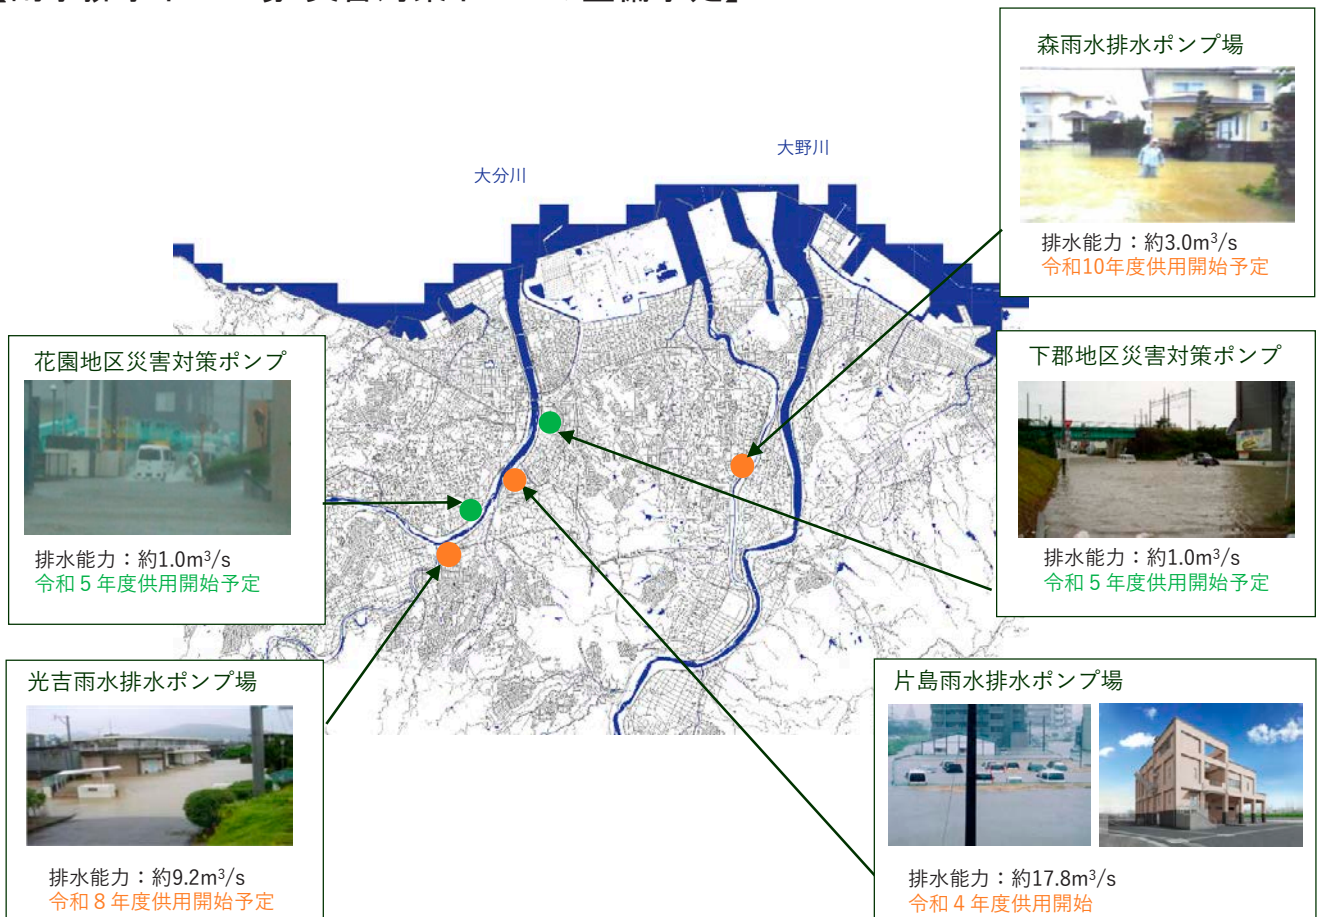 大野川
大分川
森雨水排水ポンプ場
排水能力：約3.0m³/s
令和10年度供用開始予定
花園地区災害対策ポンプ
排水能力：約1.0m³/s
令和５年度供用開始予定
下郡地区災害対策ポンプ
排水能力：約1.0m³/s
令和５年度供用開始予定
光吉雨水排水ポンプ場
排水能力：約9.2m³/s
令和８年度供用開始予定
片島雨水排水ポンプ場
排水能力：約17.8m³/s
令和４年度供用開始